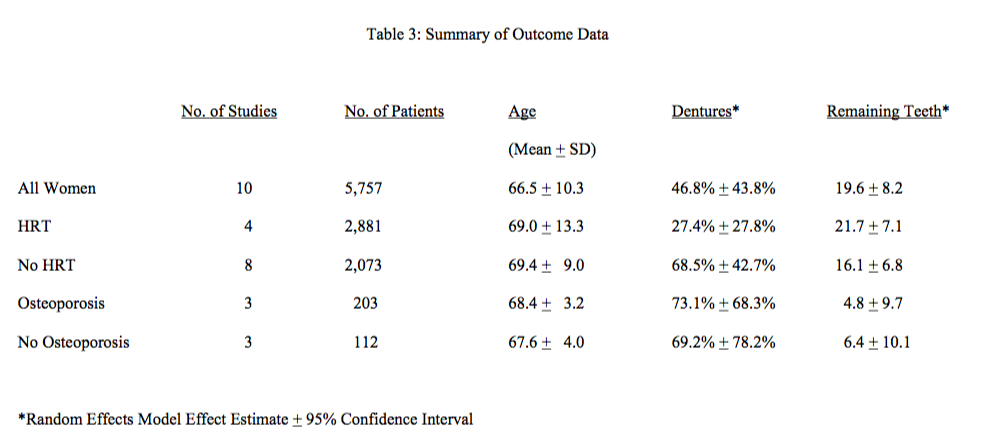 Table 3: Summary of Outcome Data
No. of Studies No. of Patients Age Dentures* Remaining Teeth*
(Mean ± SD)
All Women 10 5,757 66.5 ± 10.3 46.8% ± 43.8% 19.6 ± 8.2
HRT 4 2,881 69.0 ± 13.3 27.4% ± 27.8% 21.7 ± 7.1
No HRT 8 2,073 69.4 ± 9.0 68.5% ± 42.7% 16.1 ± 6.8
Osteoporosis 3 203 68.4 ± 3.2 73.1% ± 68.3% 4.8 ± 9.7
No Osteoporosis 3 112 67.6 ± 4.0 69.2% ± 78.2% 6.4 ± 10.1
*Random Effects Model Effect Estimate ± 95% Confidence Interval